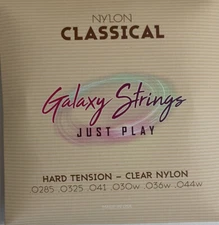 NYLON
CLASSICAL
Galaxy Strings
JUST PLAY
HARD TENSION – CLEAR NYLON
.0285 .0325 .041 .030w .036w .044w